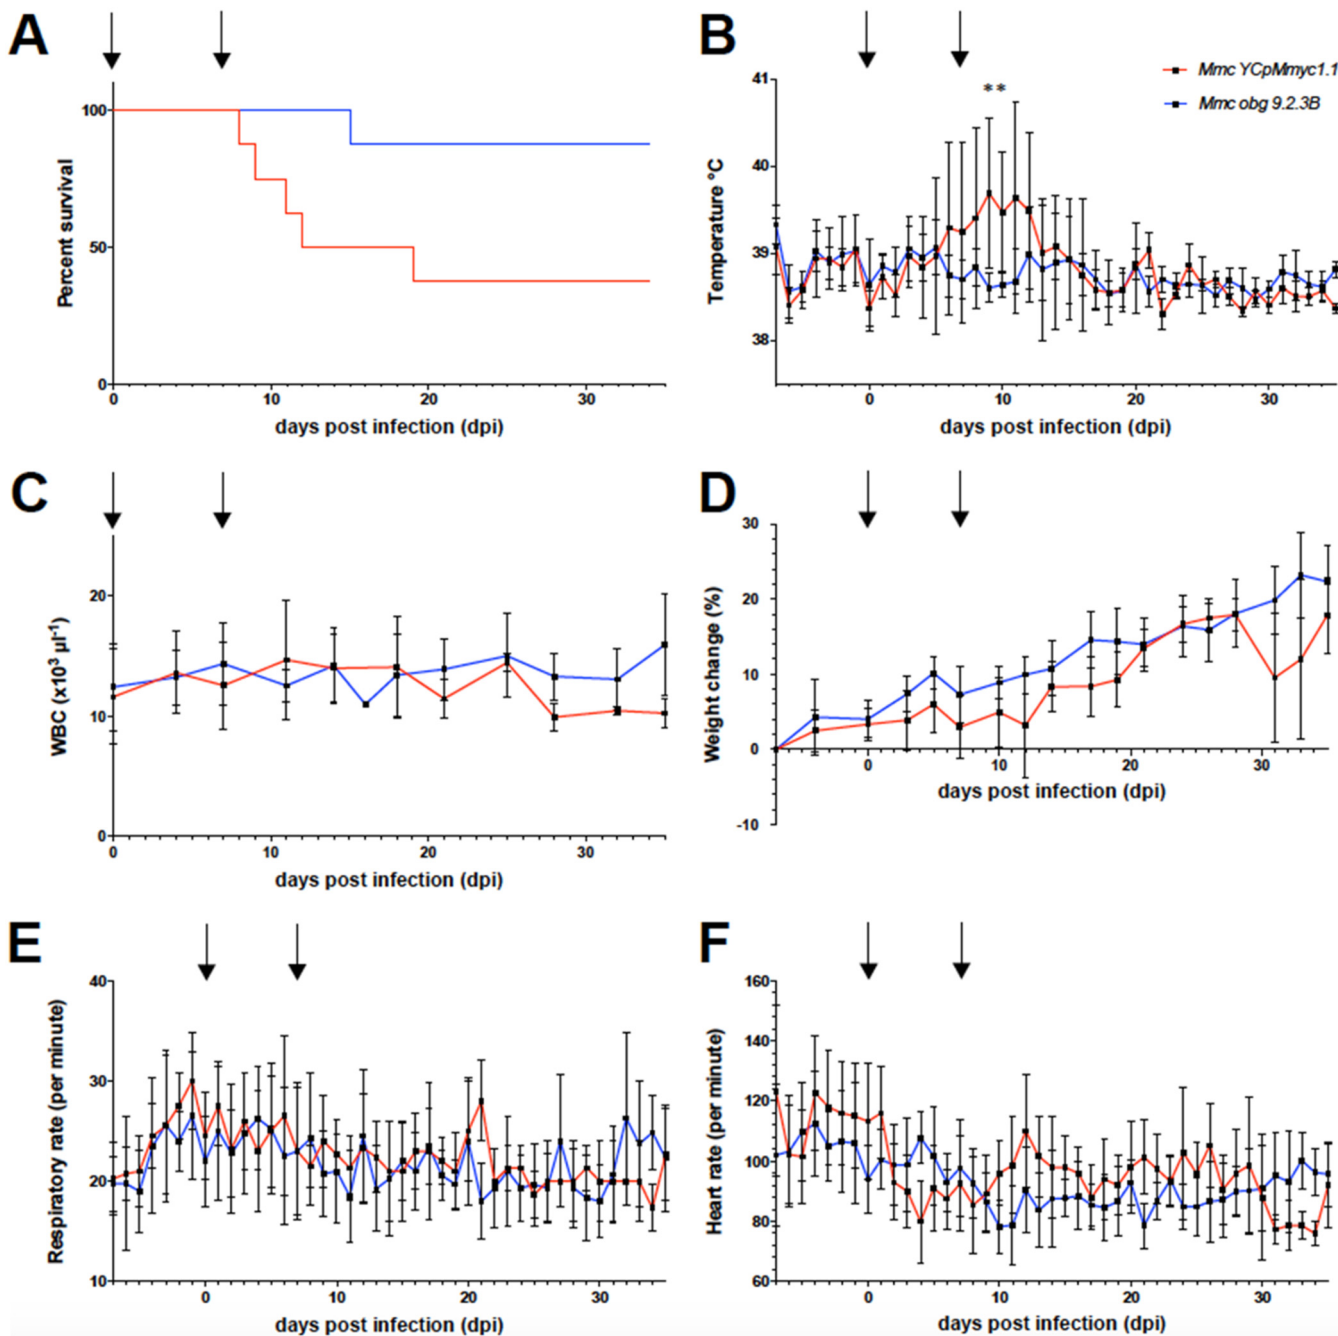 A
Percent survival
100
50
0
0 10 20 30
days post infection (dpi)
B
Mmc YCpMmyc1.1
Mmc obg 9.2.3B
**
Temperature °C
41
40
39
38
0 10 20 30
days post infection (dpi)
C
WBC (x10³ µl⁻¹)
20
10
0
0 10 20 30
days post infection (dpi)
D
Weight change (%)
30
20
10
0
-10
0 10 20 30
days post infection (dpi)
E
Respiratory rate (per minute)
40
30
20
10
0 10 20 30
days post infection (dpi)
F
Heart rate (per minute)
160
140
120
100
80
60
0 10 20 30
days post infection (dpi)